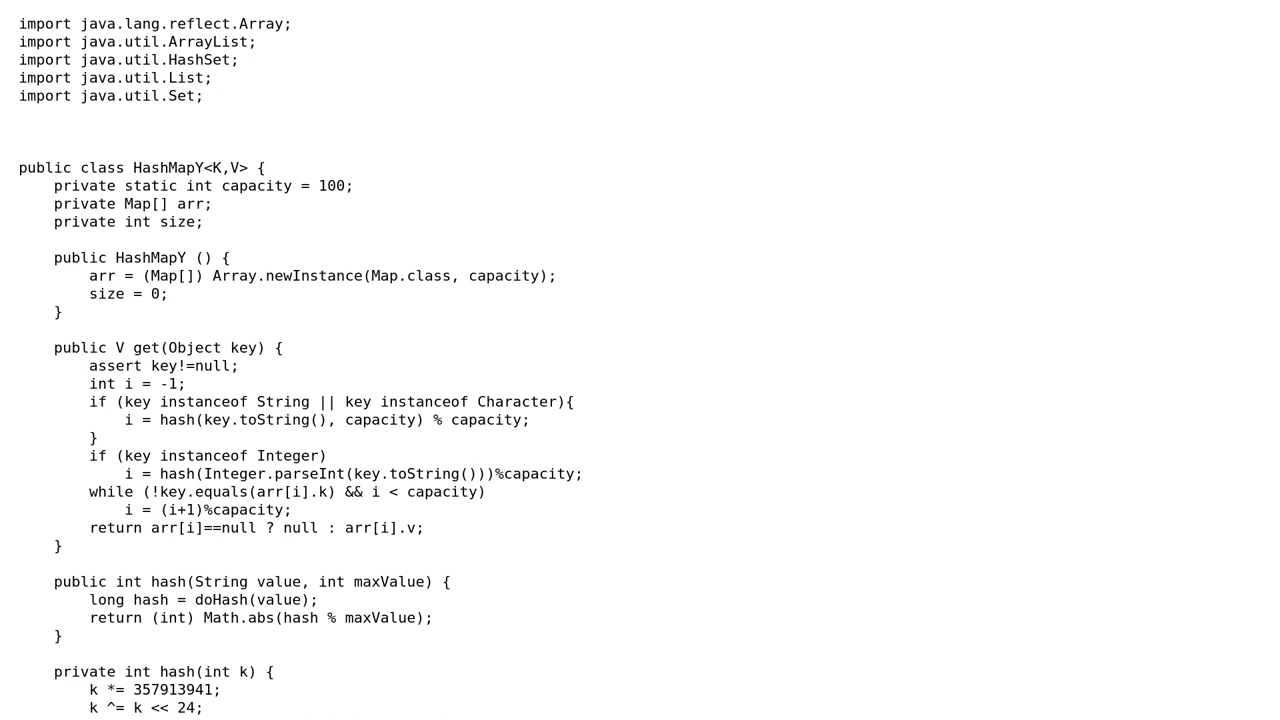 import java.lang.reflect.Array;
import java.util.ArrayList;
import java.util.HashSet;
import java.util.List;
import java.util.Set;



public class HashMapY<K,V> {
    private static int capacity = 100;
    private Map[] arr;
    private int size;

    public HashMapY () {
        arr = (Map[]) Array.newInstance(Map.class, capacity);
        size = 0;
    }

    public V get(Object key) {
        assert key!=null;
        int i = -1;
        if (key instanceof String || key instanceof Character){
            i = hash(key.toString(), capacity) % capacity;
        }
        if (key instanceof Integer)
            i = hash(Integer.parseInt(key.toString()))%capacity;
        while (!key.equals(arr[i].k) && i < capacity)
            i = (i+1)%capacity;
        return arr[i]==null ? null : arr[i].v;
    }

    public int hash(String value, int maxValue) {
        long hash = doHash(value);
        return (int) Math.abs(hash % maxValue);
    }

    private int hash(int k) {
        k *= 357913941;
        k ^= k << 24;